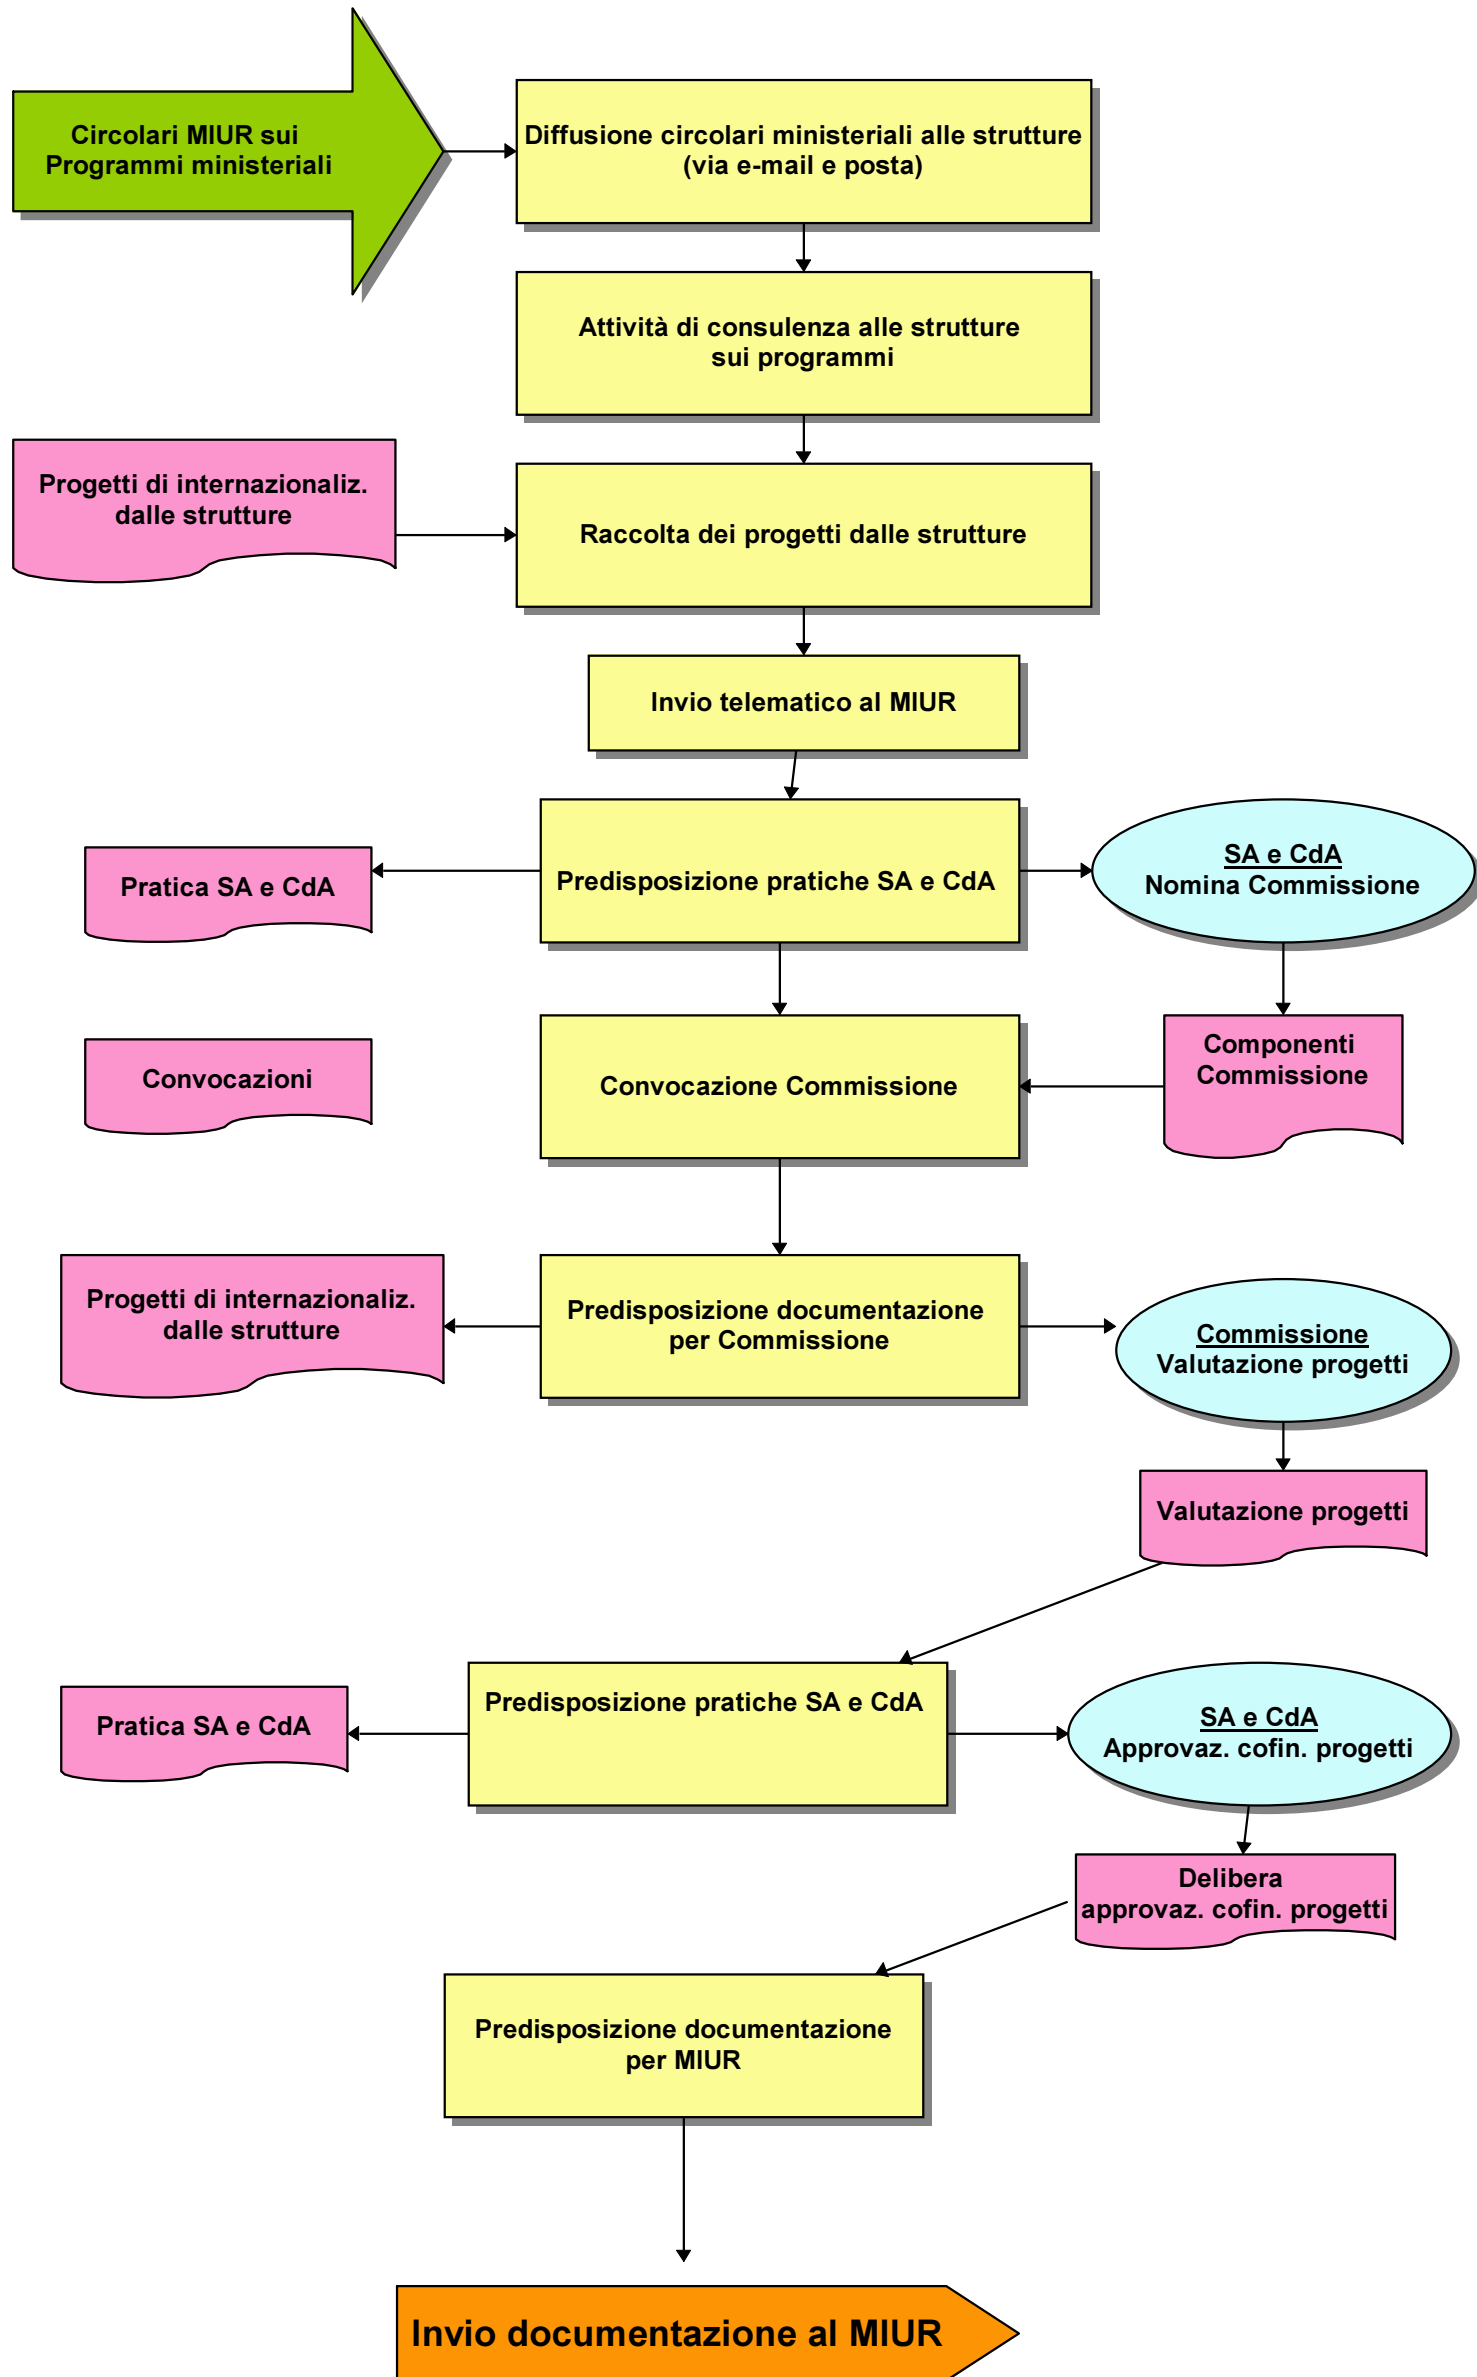 Circolari MIUR sui
Programmi ministeriali
Diffusione circolari ministeriali alle strutture
(via e-mail e posta)
Attività di consulenza alle strutture
sui programmi
Progetti di internazionaliz.
dalle strutture
Raccolta dei progetti dalle strutture
Invio telematico al MIUR
Pratica SA e CdA
Predisposizione pratiche SA e CdA
SA e CdA
Nomina Commissione
Convocazioni
Convocazione Commissione
Componenti
Commissione
Progetti di internazionaliz.
dalle strutture
Predisposizione documentazione
per Commissione
Commissione
Valutazione progetti
Valutazione progetti
Pratica SA e CdA
Predisposizione pratiche SA e CdA
SA e CdA
Approvaz. cofin. progetti
Delibera
approvaz. cofin. progetti
Predisposizione documentazione
per MIUR
Invio documentazione al MIUR